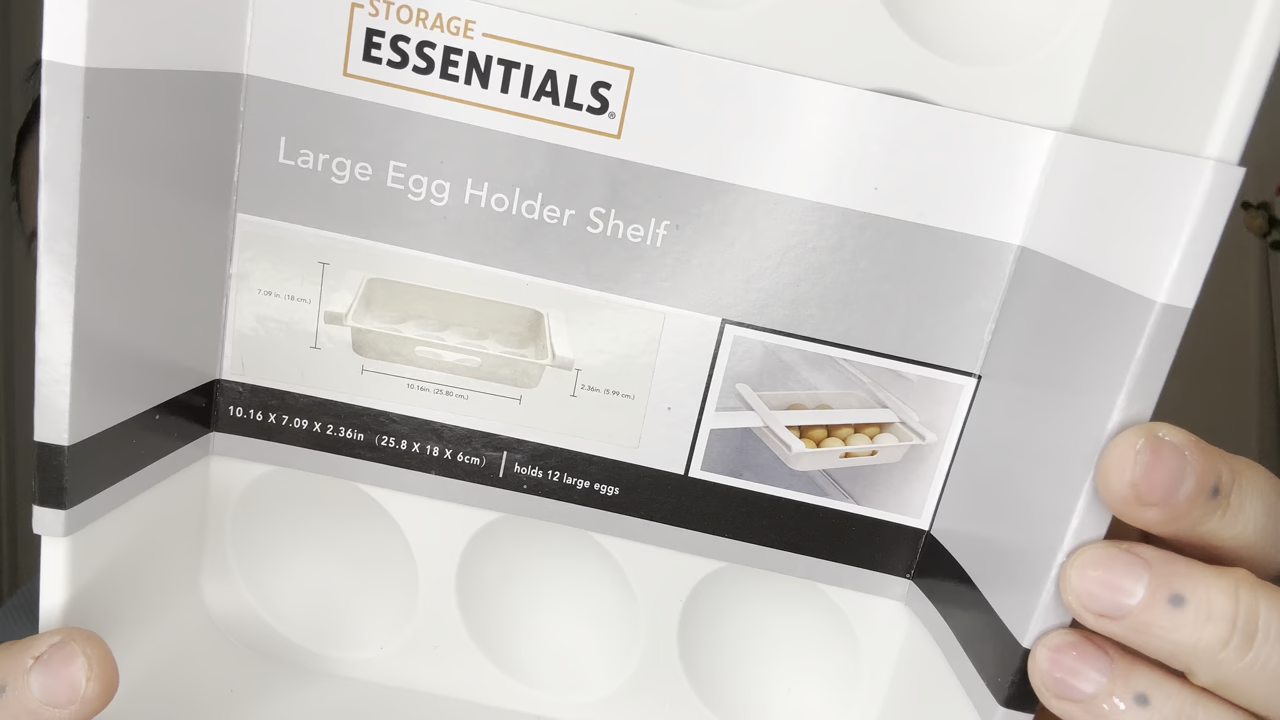 STORAGE
ESSENTIALS®
Large Egg Holder Shelf
7.09 in. (18 cm.)
10.16in. (25.80 cm.)
2.36in. (5.99 cm.)
10.16 X 7.09 X 2.36in （25.8 X 18 X 6cm） | holds 12 large eggs